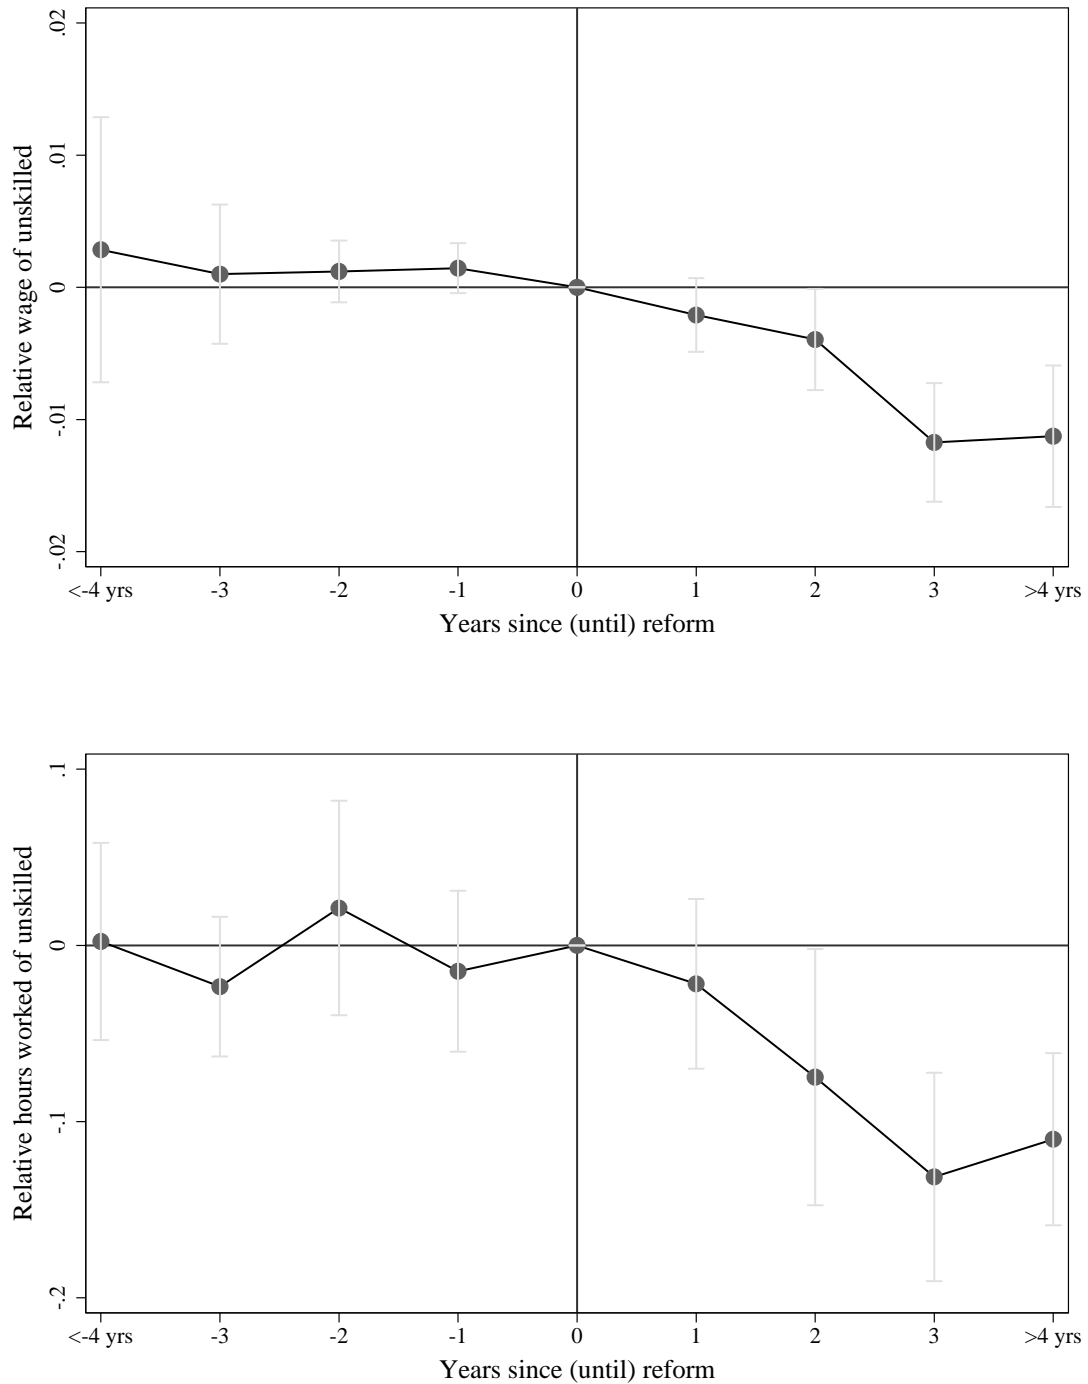 Relative wage of unskilled
.02
.01
0
-.01
-.02
<-4 yrs -3 -2 -1 0 1 2 3 >4 yrs
Years since (until) reform
Relative hours worked of unskilled
.1
0
-.1
-.2
<-4 yrs -3 -2 -1 0 1 2 3 >4 yrs
Years since (until) reform